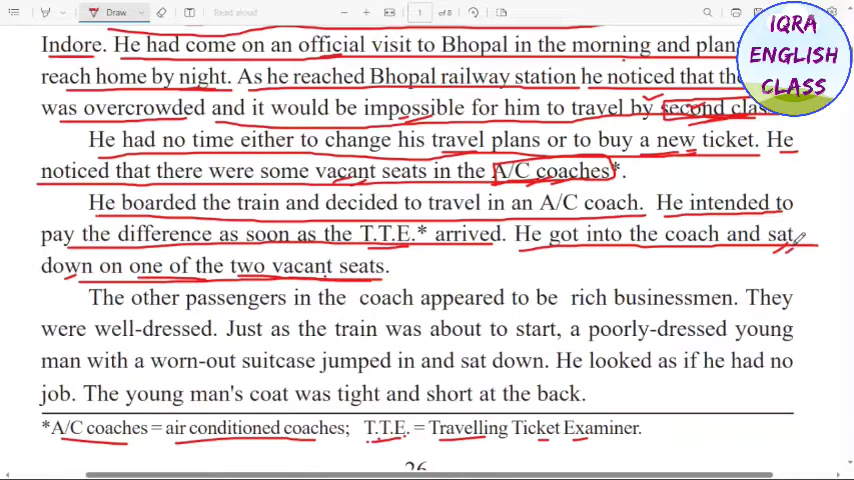 Draw
Read aloud
1 of 8
Indore. He had come on an official visit to Bhopal in the morning and
reach home by night. As he reached Bhopal railway station he noticed that
was overcrowded and it would be impossible for him to travel by second
He had no time either to change his travel plans or to buy a new ticket. He
noticed that there were some vacant seats in the A/C coaches*.
He boarded the train and decided to travel in an A/C coach. He intended to
pay the difference as soon as the T.T.E.* arrived. He got into the coach and sat
down on one of the two vacant seats.
The other passengers in the coach appeared to be rich businessmen. They
were well-dressed. Just as the train was about to start, a poorly-dressed young
man with a worn-out suitcase jumped in and sat down. He looked as if he had no
job. The young man's coat was tight and short at the back.
*A/C coaches = air conditioned coaches; T.T.E. = Travelling Ticket Examiner.
26
IQRA
ENGLISH
CLASS